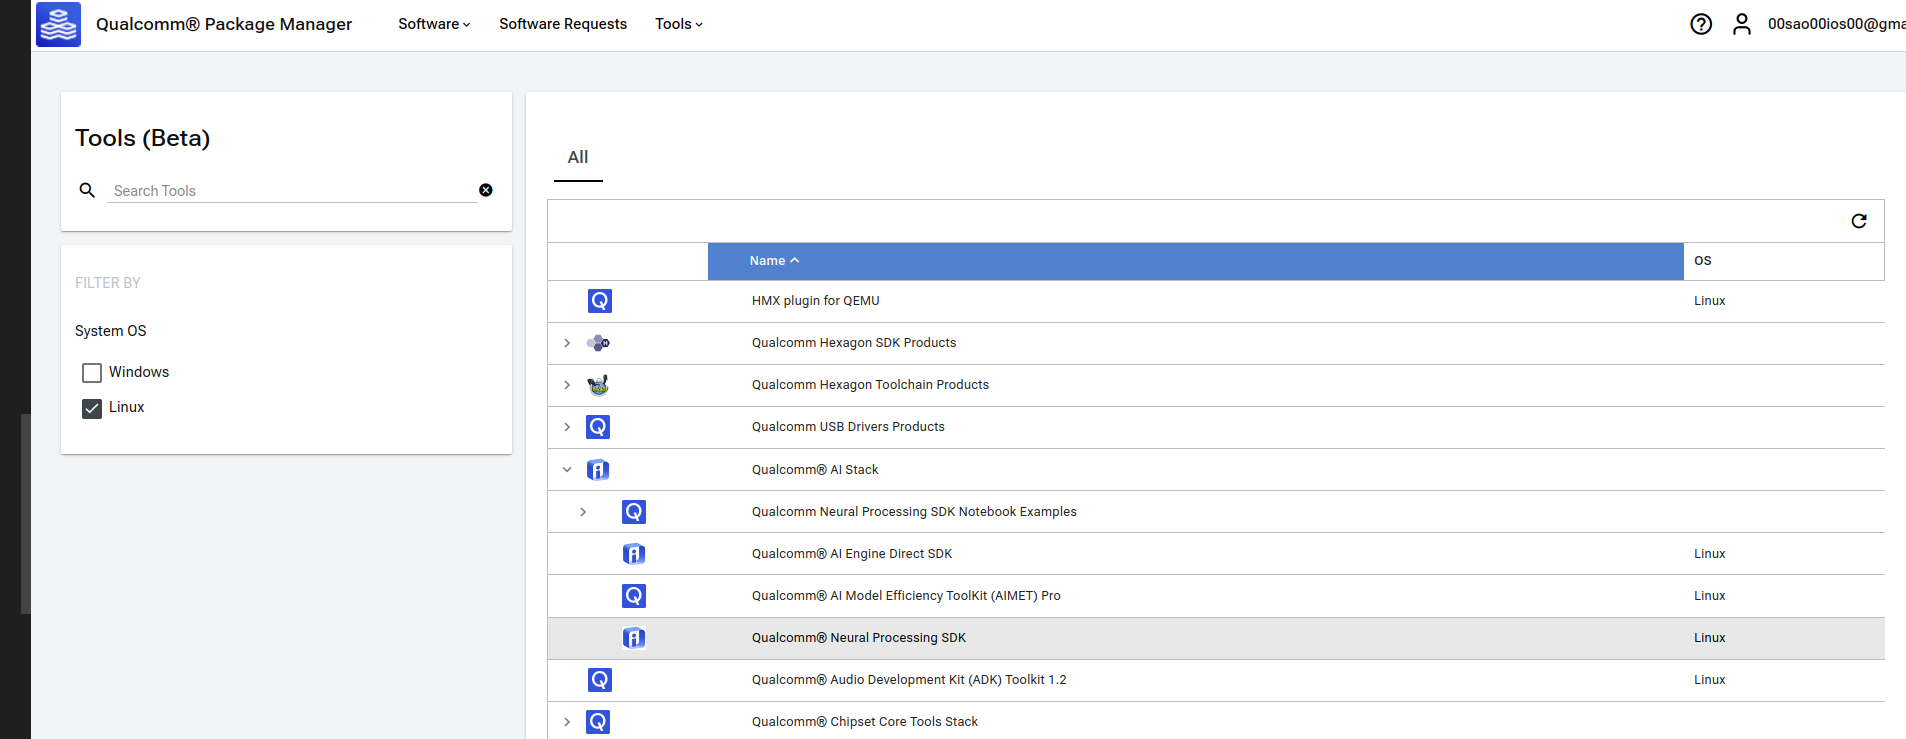 Qualcomm® Package Manager Software Software Requests Tools 00sao00ios00@gma
Tools (Beta)
Search Tools
FILTER BY
System OS
Windows
Linux
All
Name OS
HMX plugin for QEMU Linux
Qualcomm Hexagon SDK Products
Qualcomm Hexagon Toolchain Products
Qualcomm USB Drivers Products
Qualcomm® AI Stack
Qualcomm Neural Processing SDK Notebook Examples
Qualcomm® AI Engine Direct SDK Linux
Qualcomm® AI Model Efficiency ToolKit (AIMET) Pro Linux
Qualcomm® Neural Processing SDK Linux
Qualcomm® Audio Development Kit (ADK) Toolkit 1.2 Linux
Qualcomm® Chipset Core Tools Stack